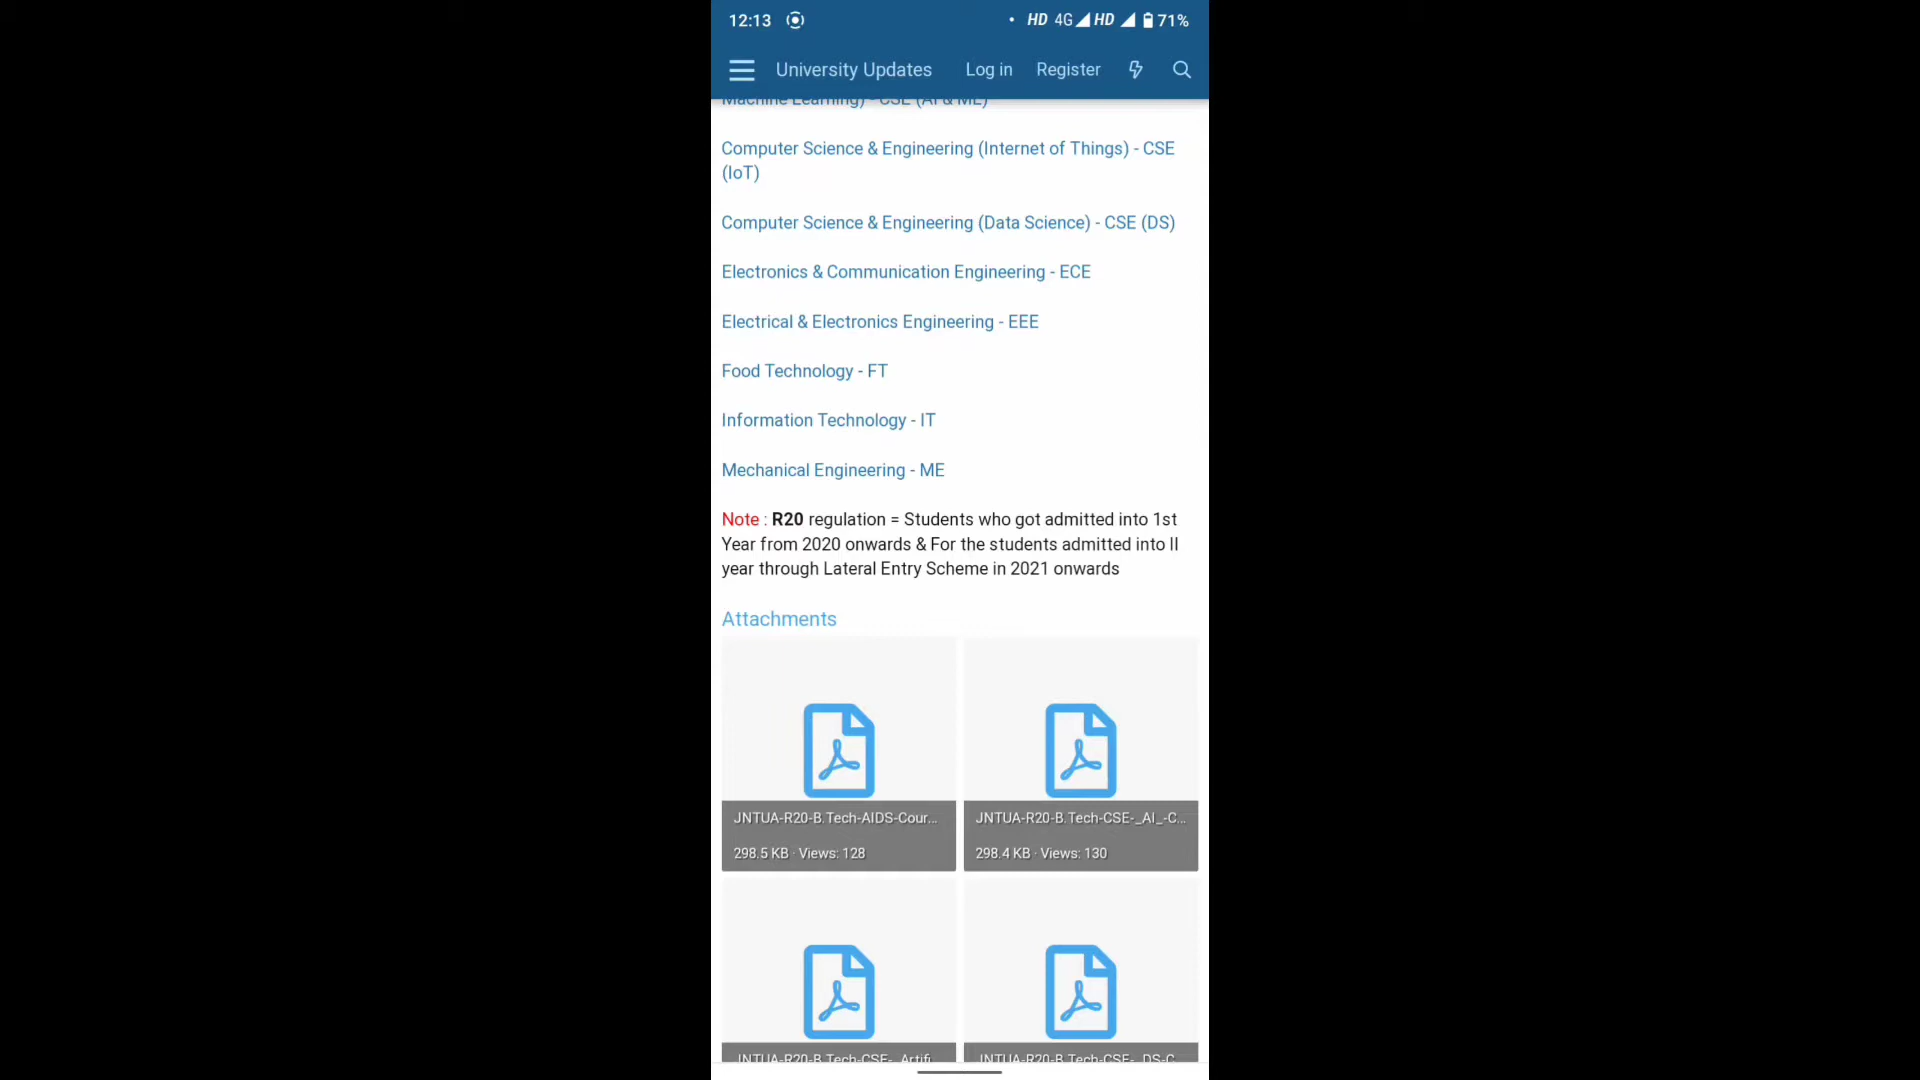 12:13 HD 4G HD 71%
University Updates Log in Register
Machine Learning) - CSE (AI & ME)
Computer Science & Engineering (Internet of Things) - CSE
(IoT)
Computer Science & Engineering (Data Science) - CSE (DS)
Electronics & Communication Engineering - ECE
Electrical & Electronics Engineering - EEE
Food Technology - FT
Information Technology - IT
Mechanical Engineering - ME
Note : R20 regulation = Students who got admitted into 1st
Year from 2020 onwards & For the students admitted into II
year through Lateral Entry Scheme in 2021 onwards
Attachments
JNTUA-R20-B.Tech-AIDS-Cour...
298.5 KB · Views: 128
JNTUA-R20-B.Tech-CSE-_AI_-C...
298.4 KB · Views: 130
JNTUA-R20-B.Tech-CSE-_Artifi...
JNTUA-R20-B.Tech-CSE-_DS-C...